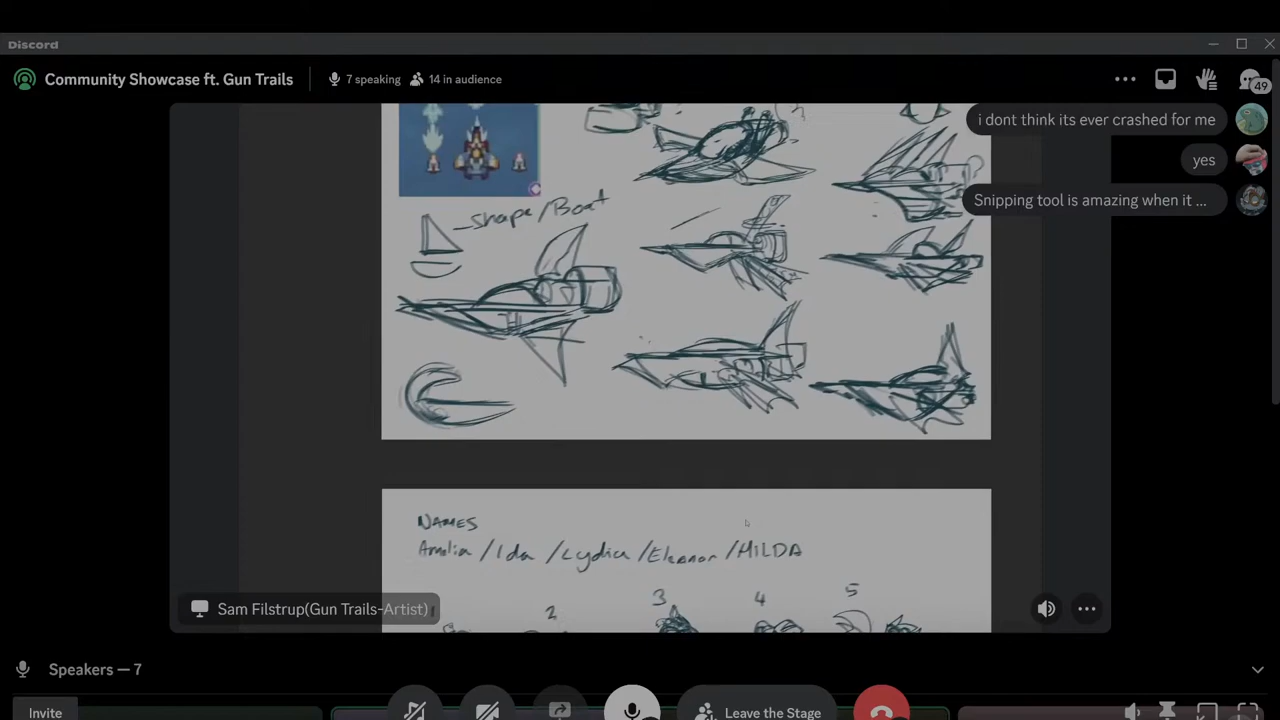 Discord
Community Showcase ft. Gun Trails
7 speaking
14 in audience
49
i dont think its ever crashed for me
yes
Snipping tool is amazing when it ...
shape/Boat
NAMES
Amelia / Ida / Lydia / Eleanor / HILDA
2
3
4
5
Sam Filstrup(Gun Trails-Artist)
Speakers — 7
Invite
Leave the Stage